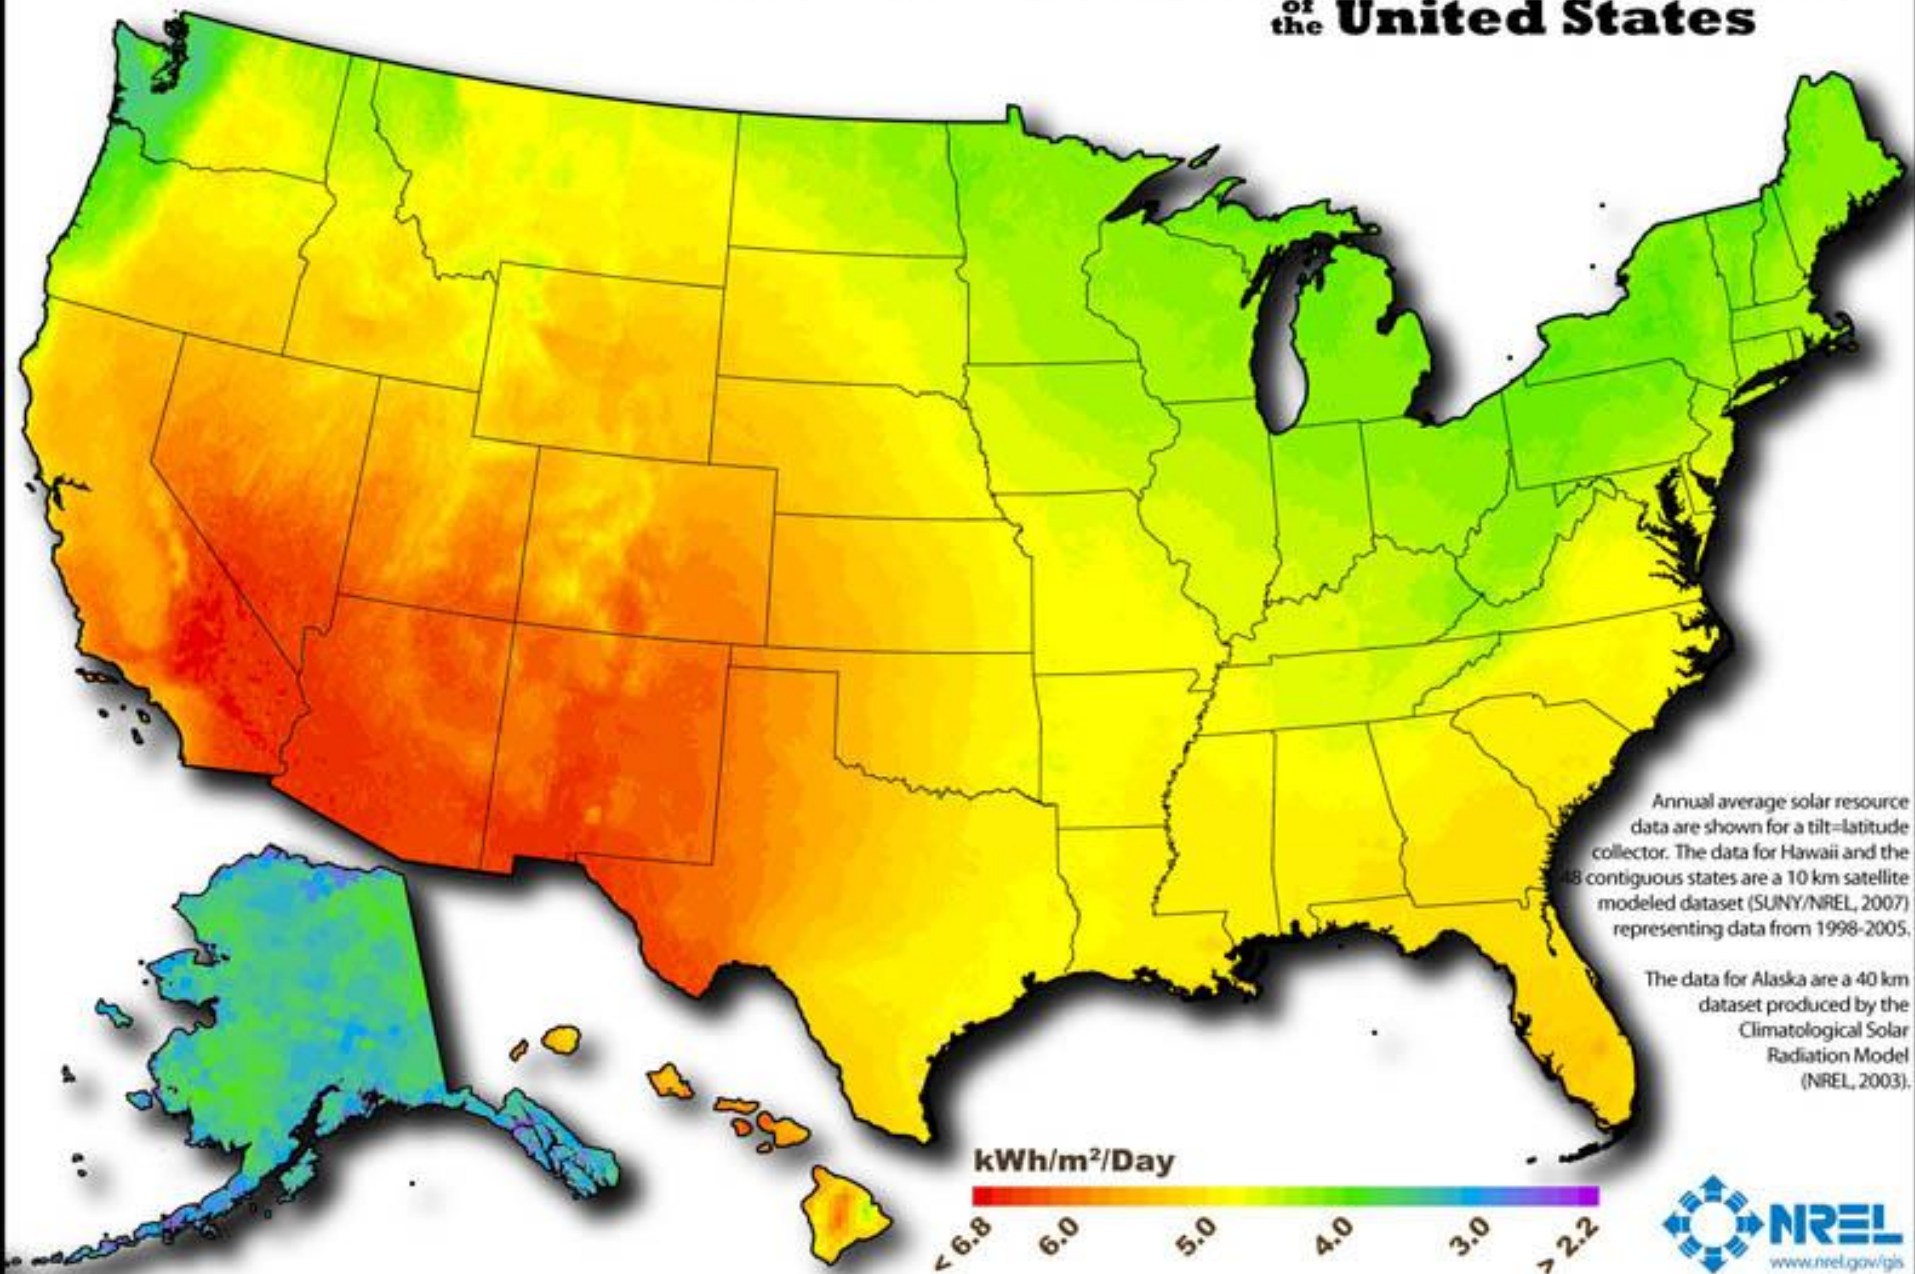 of
the United States
Annual average solar resource
data are shown for a tilt=latitude
collector. The data for Hawaii and the
48 contiguous states are a 10 km satellite
modeled dataset (SUNY/NREL, 2007)
representing data from 1998-2005.
The data for Alaska are a 40 km
dataset produced by the
Climatological Solar
Radiation Model
(NREL, 2003).
kWh/m²/Day
< 6.8
6.0
5.0
4.0
3.0
> 2.2
NREL
www.nrel.gov/gis